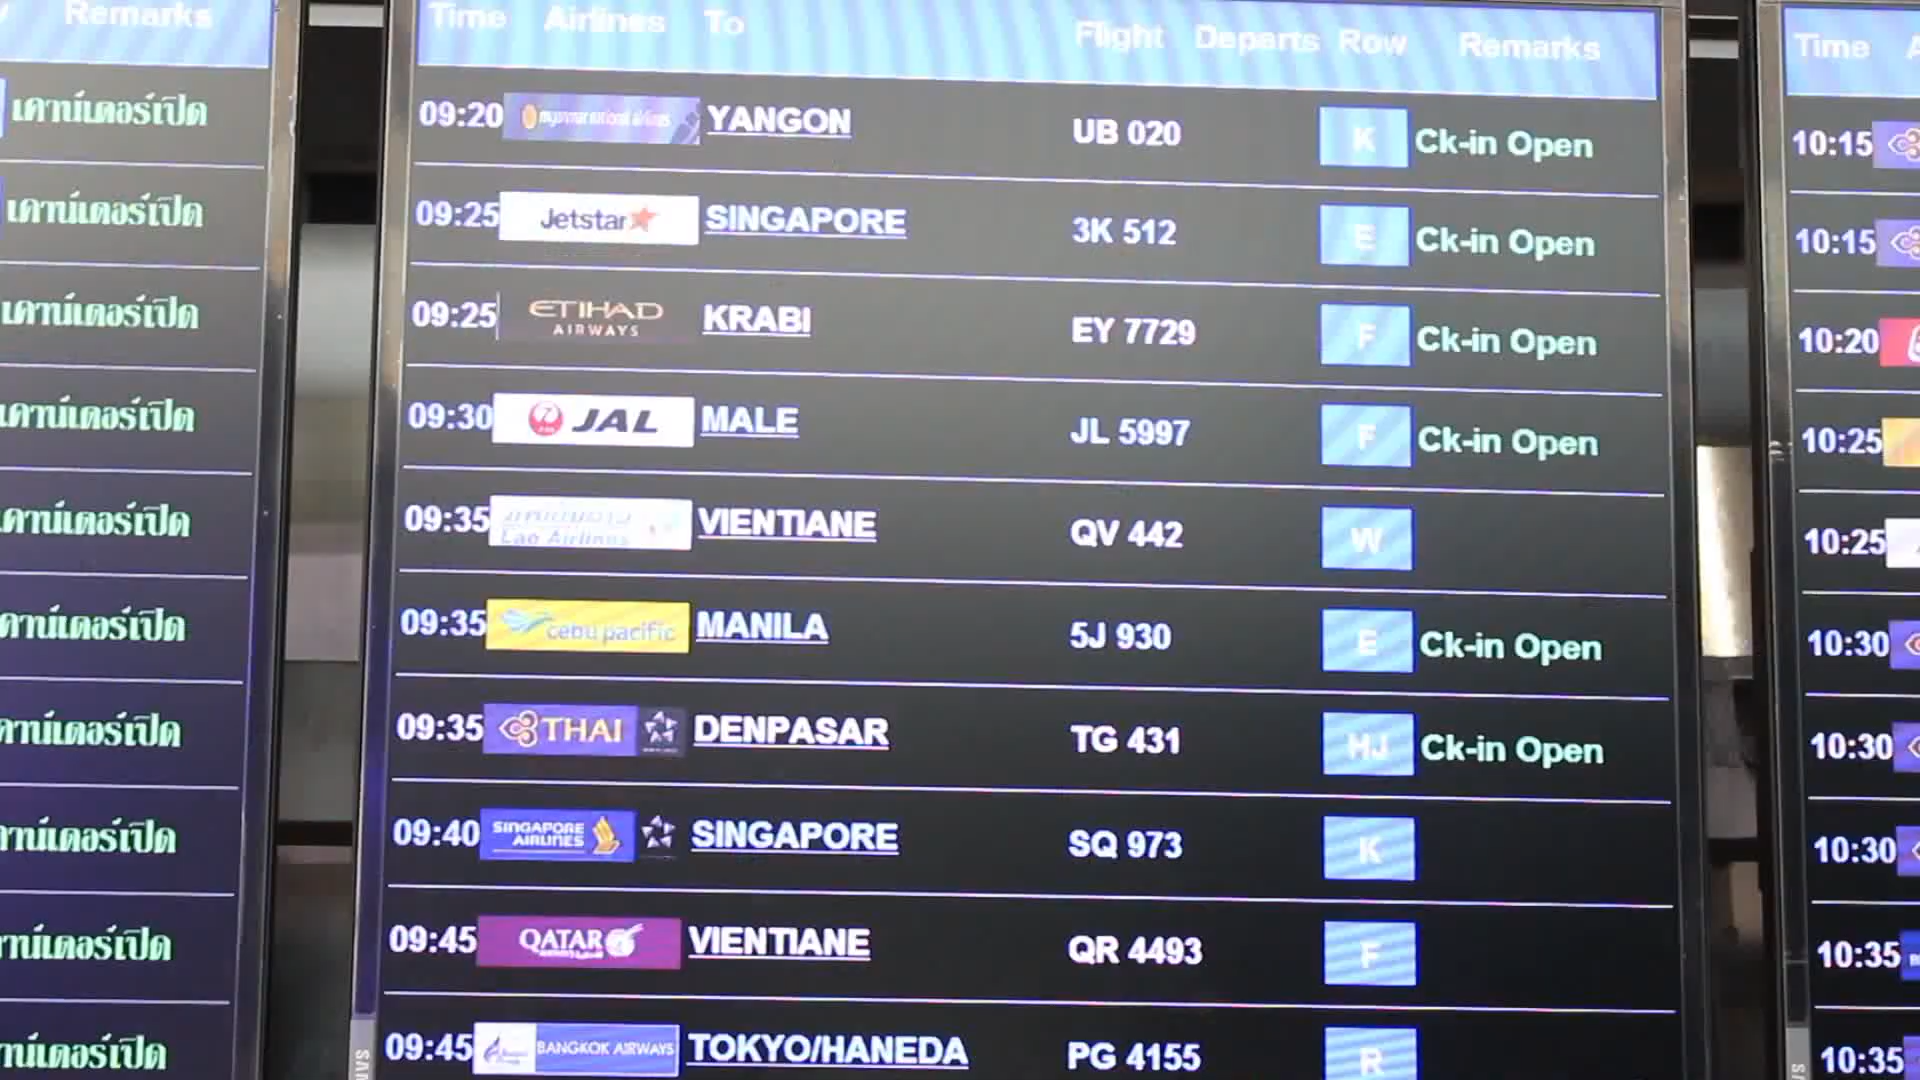 Remarks
เคาน์เตอร์เปิด
เคาน์เตอร์เปิด
เคาน์เตอร์เปิด
เคาน์เตอร์เปิด
เคาน์เตอร์เปิด
คาน์เตอร์เปิด
าน์เตอร์เปิด
าน์เตอร์เปิด
าน์เตอร์เปิด
าน์เตอร์เปิด
Time Airlines To Flight Departs Row Remarks
09:20 myanmar national airlines YANGON UB 020 K Ck-in Open
09:25 Jetstar SINGAPORE 3K 512 E Ck-in Open
09:25 ETIHAD AIRWAYS KRABI EY 7729 F Ck-in Open
09:30 JAL MALE JL 5997 F Ck-in Open
09:35 Lao Airlines VIENTIANE QV 442 W
09:35 cebu pacific MANILA 5J 930 E Ck-in Open
09:35 THAI DENPASAR TG 431 HJ Ck-in Open
09:40 SINGAPORE AIRLINES SINGAPORE SQ 973 K
09:45 QATAR VIENTIANE QR 4493 F
09:45 BANGKOK AIRWAYS TOKYO/HANEDA PG 4155 R
Time
10:15
10:15
10:20
10:25
10:25
10:30
10:30
10:30
10:35
10:35